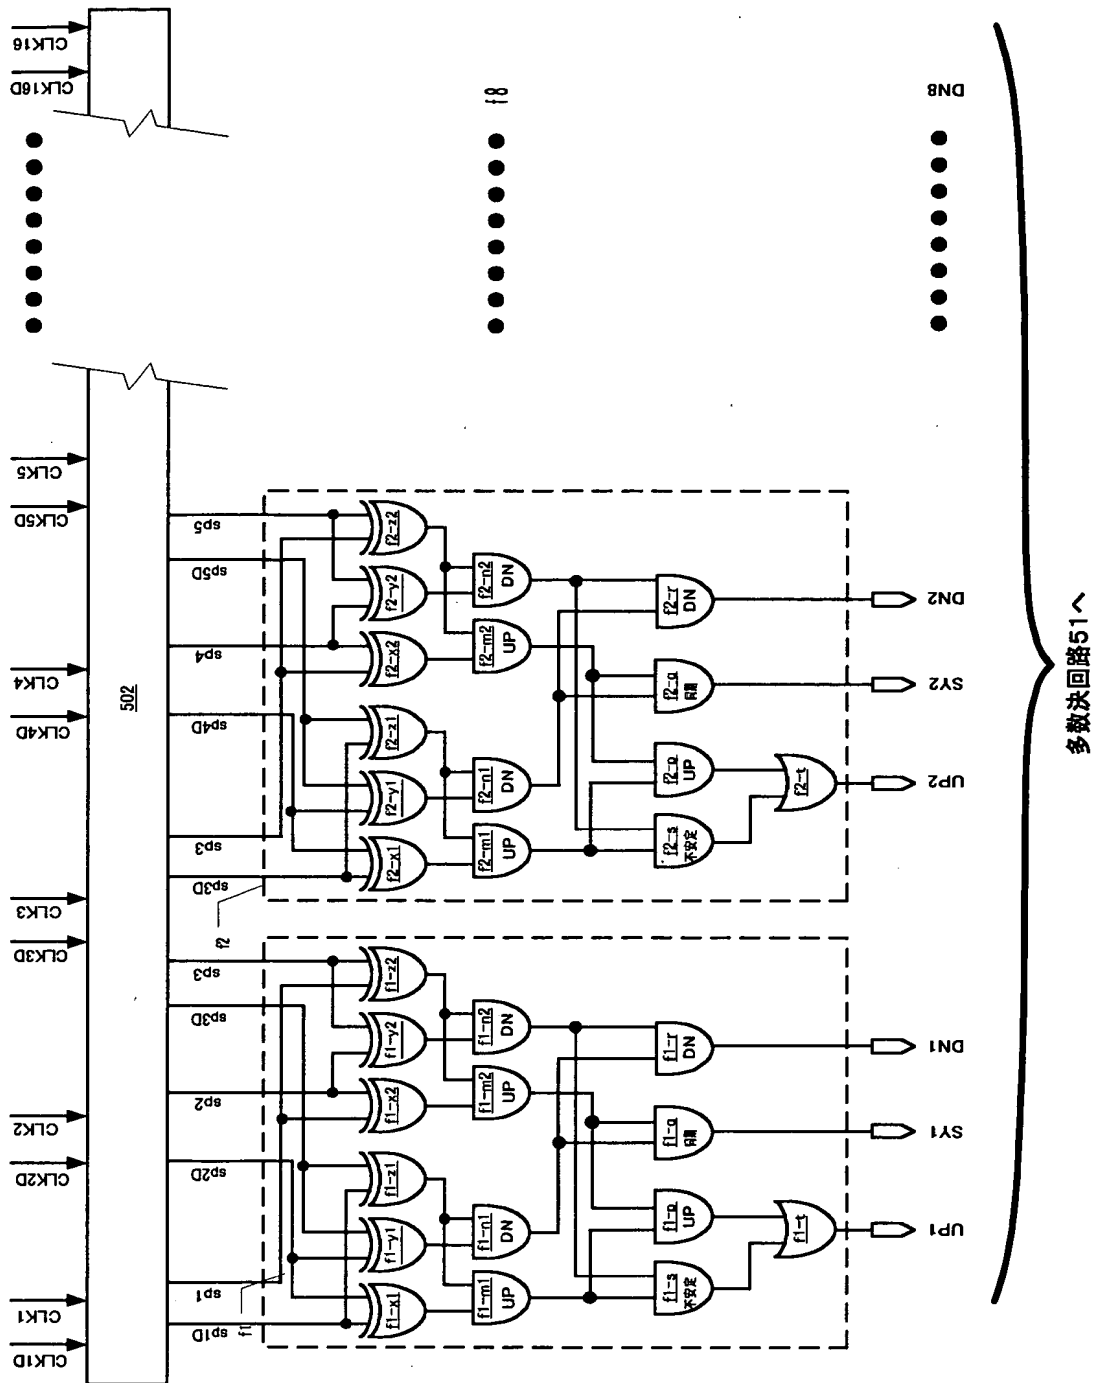 CLK1D
CLK1
CLK2D
CLK2
CLK3D
CLK3
CLK4D
CLK4
CLK5D
CLK5
CLK16D
CLK16
502
sp1D
sp1
sp2D
sp2
sp3D
sp3
sp3D
sp3
sp4D
sp4
sp5D
sp5
f1
f2
f1-x1
f1-y1
f1-z1
f1-x2
f1-y2
f1-z2
f2-x1
f2-y1
f2-z1
f2-x2
f2-y2
f2-z2
f8
f1-m1
UP
f1-n1
DN
f1-m2
UP
f1-n2
DN
f2-m1
UP
f2-n1
DN
f2-m2
UP
f2-n2
DN
f1-s
不安定
f1-p
UP
f1-q
同期
f1-r
DN
f2-s
不安定
f2-p
UP
f2-q
同期
f2-r
DN
f1-t
f2-t
UP1
SY1
DN1
UP2
SY2
DN2
DN8
多数決回路51へ